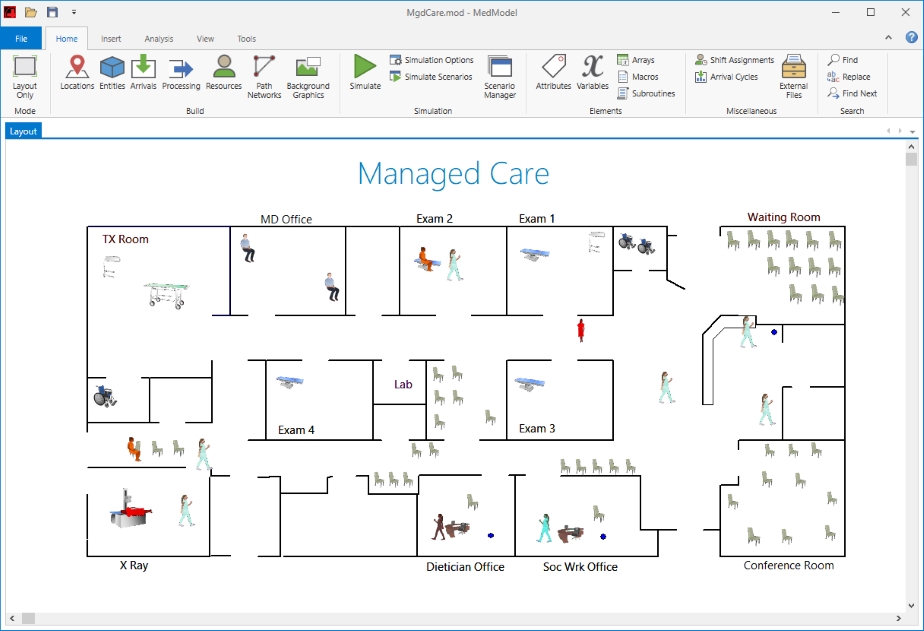 MgdCare.mod - MedModel
File Home Insert Analysis View Tools
Layout Only
Locations Entities Arrivals Processing Resources Path Networks Background Graphics
Simulate
Simulation Options
Simulate Scenarios
Scenario Manager
Attributes Variables
Arrays
Macros
Subroutines
Shift Assignments
Arrival Cycles
External Files
Find
Replace
Find Next
Mode Build Simulation Elements Miscellaneous Search
Layout
Managed Care
MD Office Exam 2 Exam 1 Waiting Room
TX Room
Lab
Exam 4 Exam 3
X Ray Dietician Office Soc Wrk Office Conference Room